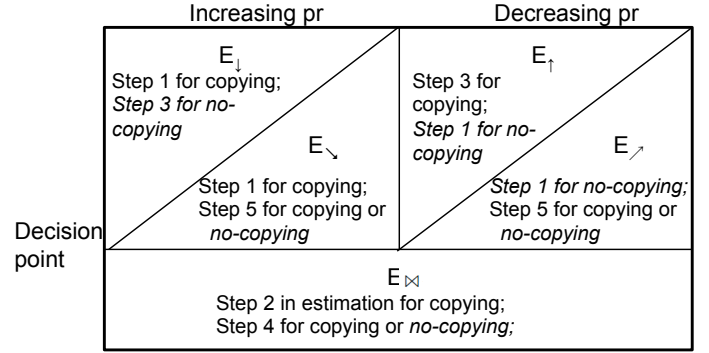 Increasing pr
Decreasing pr
E↓
Step 1 for copying;
Step 3 for no-
copying
E↘
Step 1 for copying;
Step 5 for copying or
no-copying
E↑
Step 3 for
copying;
Step 1 for no-
copying
E↗
Step 1 for no-copying;
Step 5 for copying or
no-copying
Decision
point
E⋈
Step 2 in estimation for copying;
Step 4 for copying or no-copying;